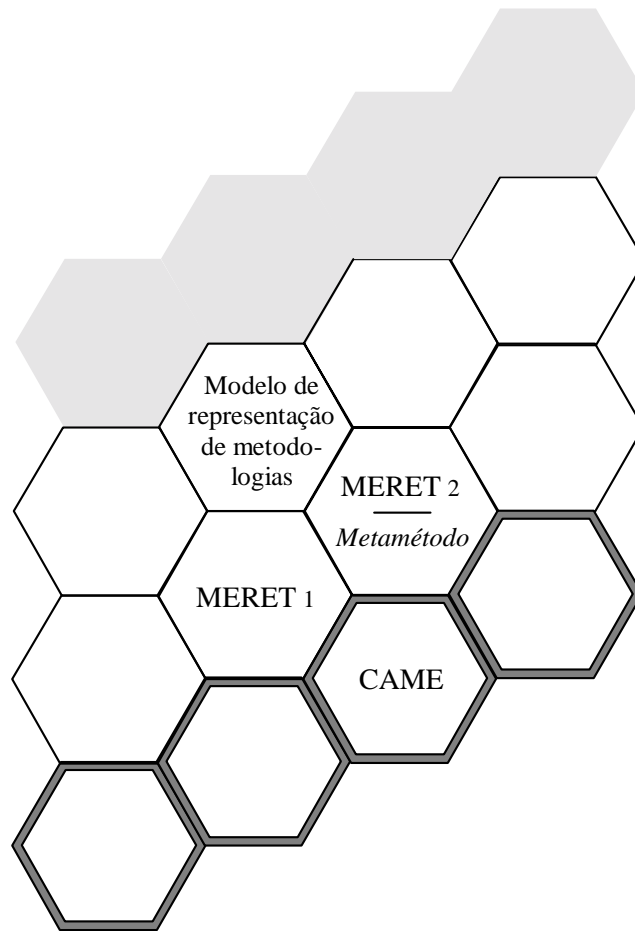 Modelo de
representação
de metodo-
logias
MERET 2
Metamétodo
MERET 1
CAME